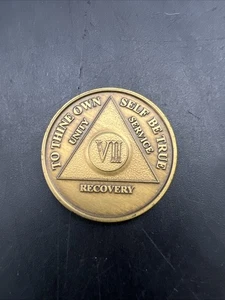 TO THINE OWN SELF BE TRUE
UNITY
SERVICE
VII
RECOVERY